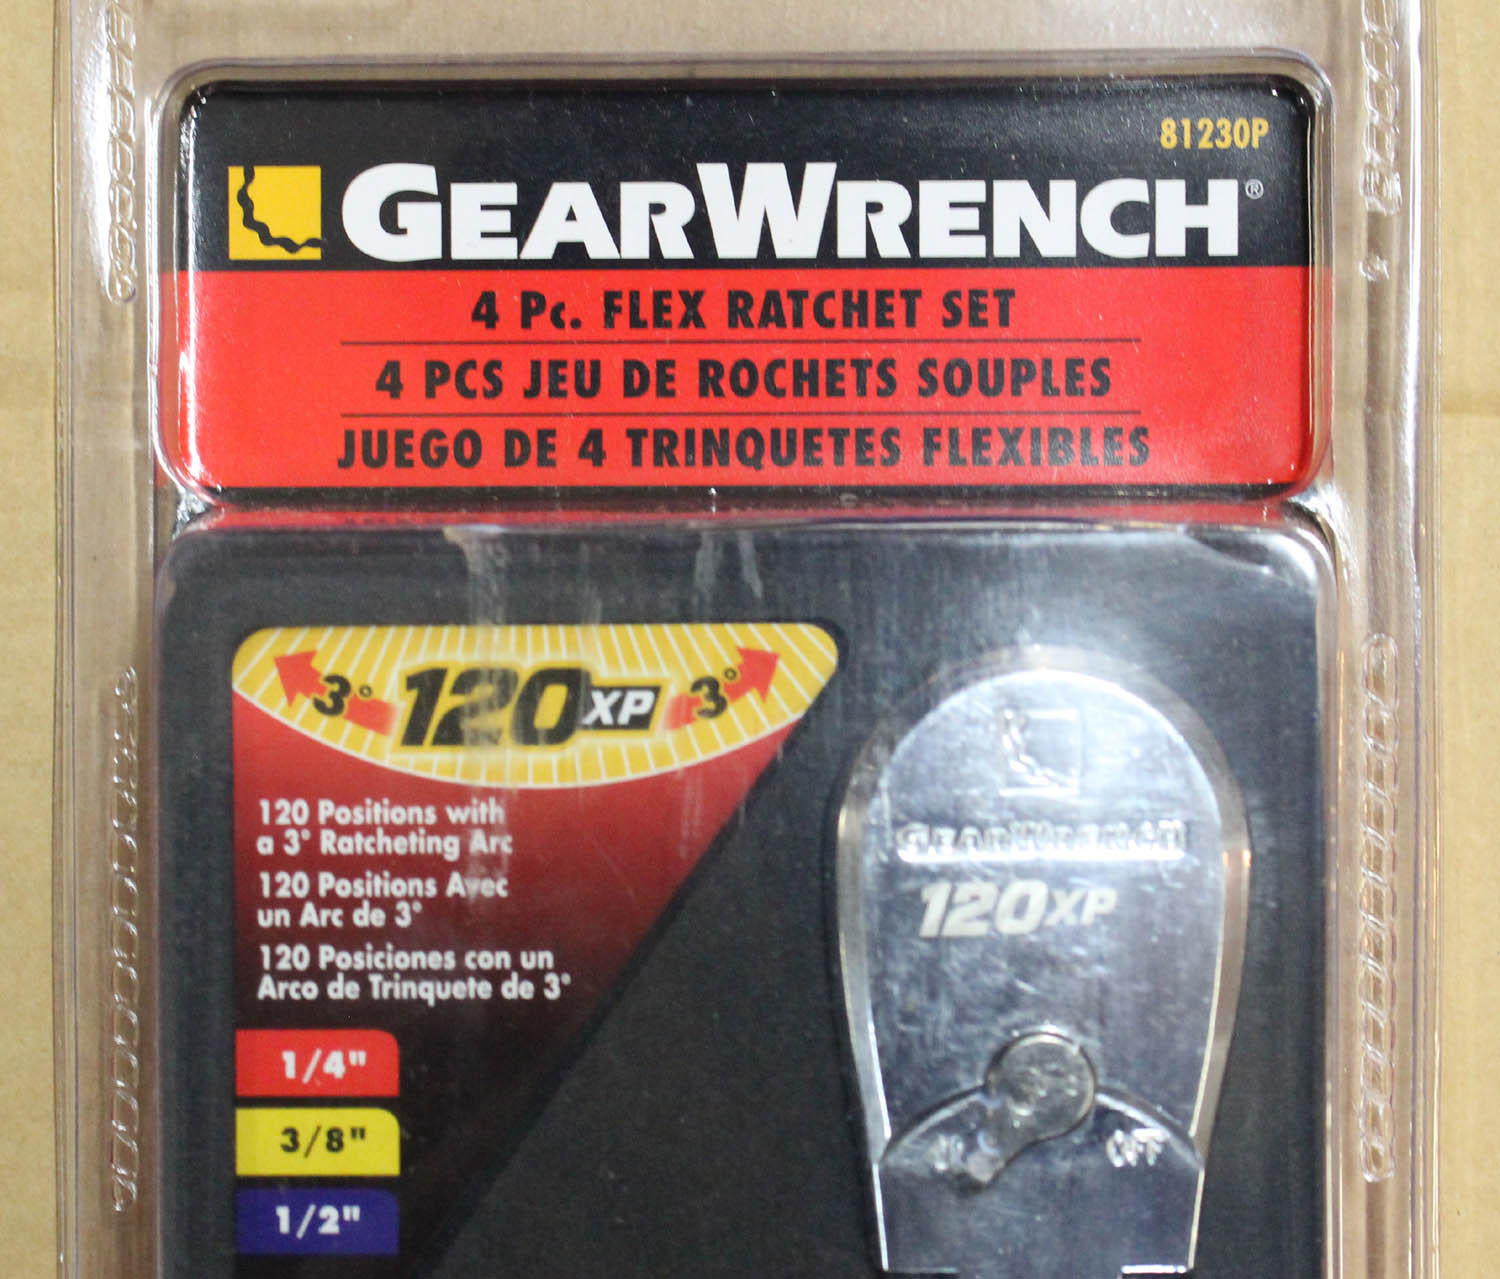 81230P
GEARWRENCH®
4 Pc. FLEX RATCHET SET
4 PCS JEU DE ROCHETS SOUPLES
JUEGO DE 4 TRINQUETES FLEXIBLES
3° 120XP 3°
120 Positions with
a 3° Ratcheting Arc
120 Positions Avec
un Arc de 3°
120 Posiciones con un
Arco de Trinquete de 3°
1/4"
3/8"
1/2"
GEARWRENCH
120XP
OFF